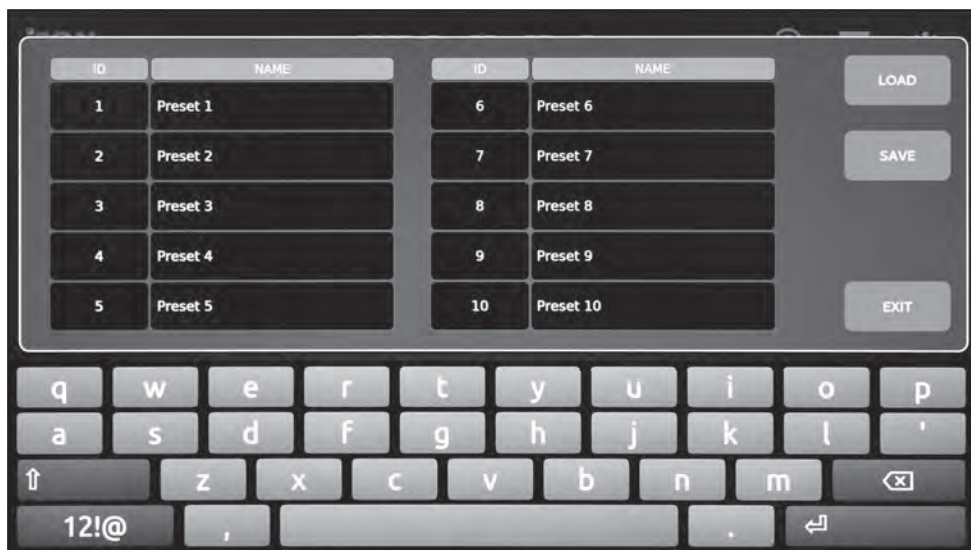 ID NAME ID NAME LOAD
1 Preset 1 6 Preset 6
2 Preset 2 7 Preset 7 SAVE
3 Preset 3 8 Preset 8
4 Preset 4 9 Preset 9
5 Preset 5 10 Preset 10 EXIT
q w e r t y u i o p
a s d f g h j k l '
z x c v b n m
12!@ , .